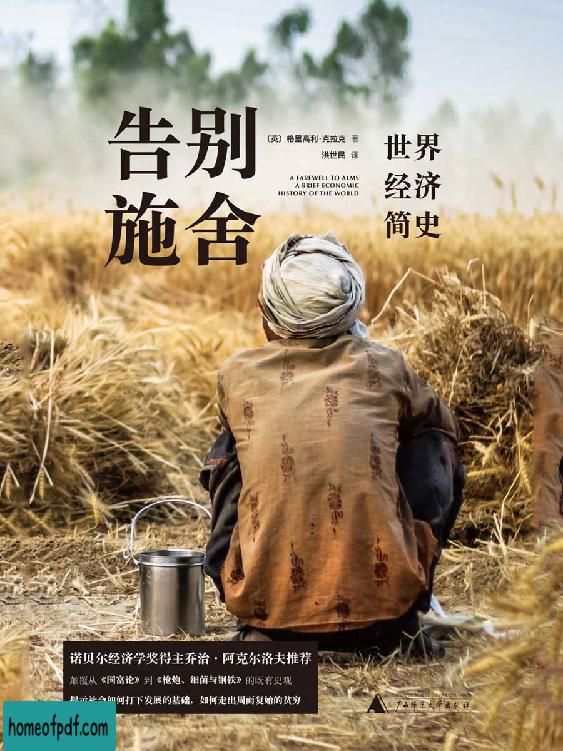 告别
施舍
〔英〕格里高利·克拉克 著
洪世民 译
A FAREWELL TO ALMS
A BRIEF ECONOMIC
HISTORY OF THE WORLD
世界
经济
简史
诺贝尔经济学奖得主乔治·阿克尔洛夫推荐
颠覆从《国富论》到《枪炮、细菌与钢铁》的既有史观
揭示社会如何打下发展的基础，如何走出周而复始的贫穷
广西师范大学出版社
homeofpdf.com